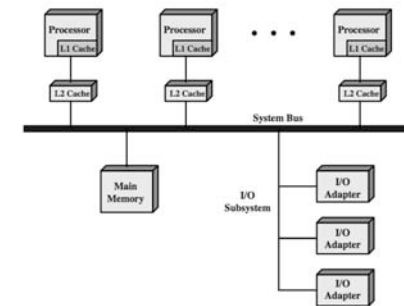 Processor
L1 Cache
Processor
L1 Cache
Processor
L1 Cache
L2 Cache
L2 Cache
L2 Cache
System Bus
Main
Memory
I/O
Subsystem
I/O
Adapter
I/O
Adapter
I/O
Adapter